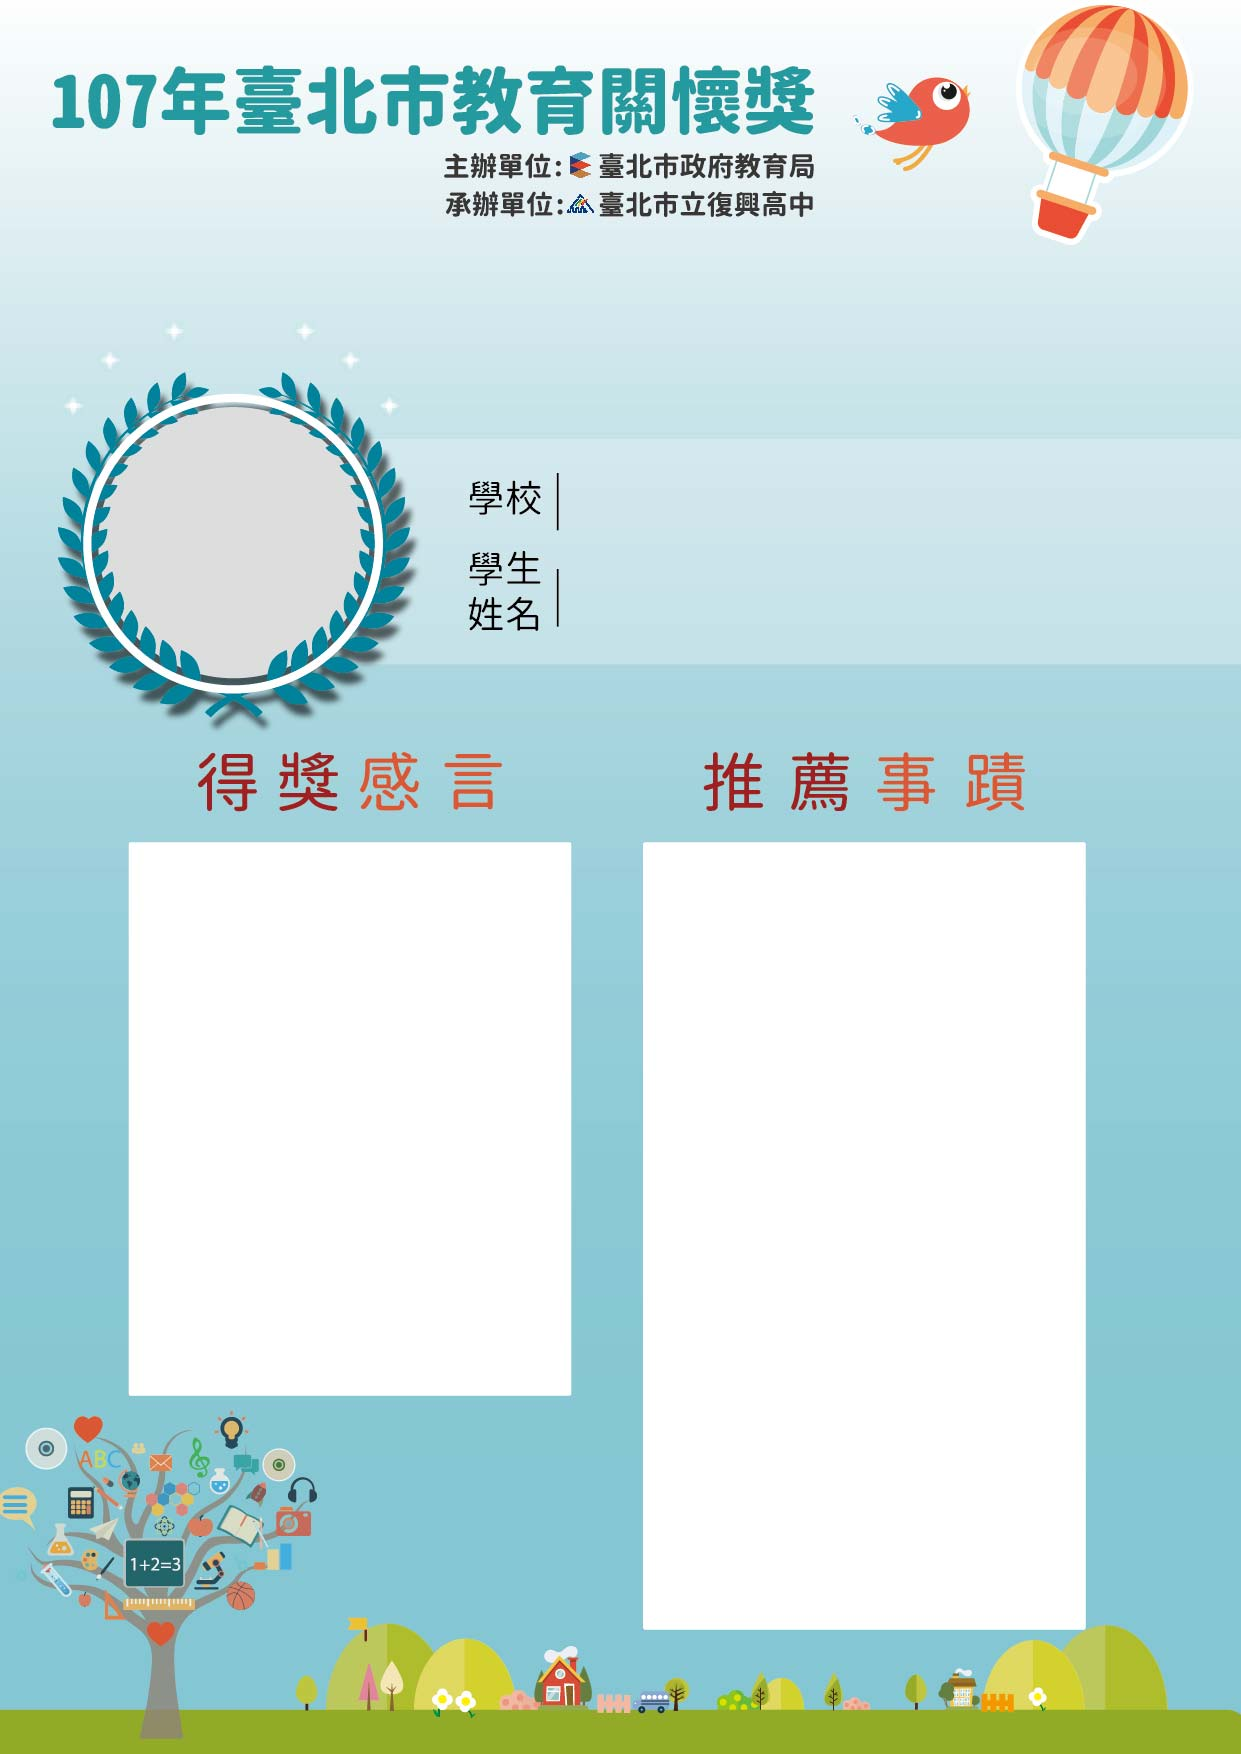 107年臺北市教育關懷獎
主辦單位:臺北市政府教育局
承辦單位:臺北市立復興高中
學校
學生
姓名
得獎感言
推薦事蹟
ABC
1+2=3